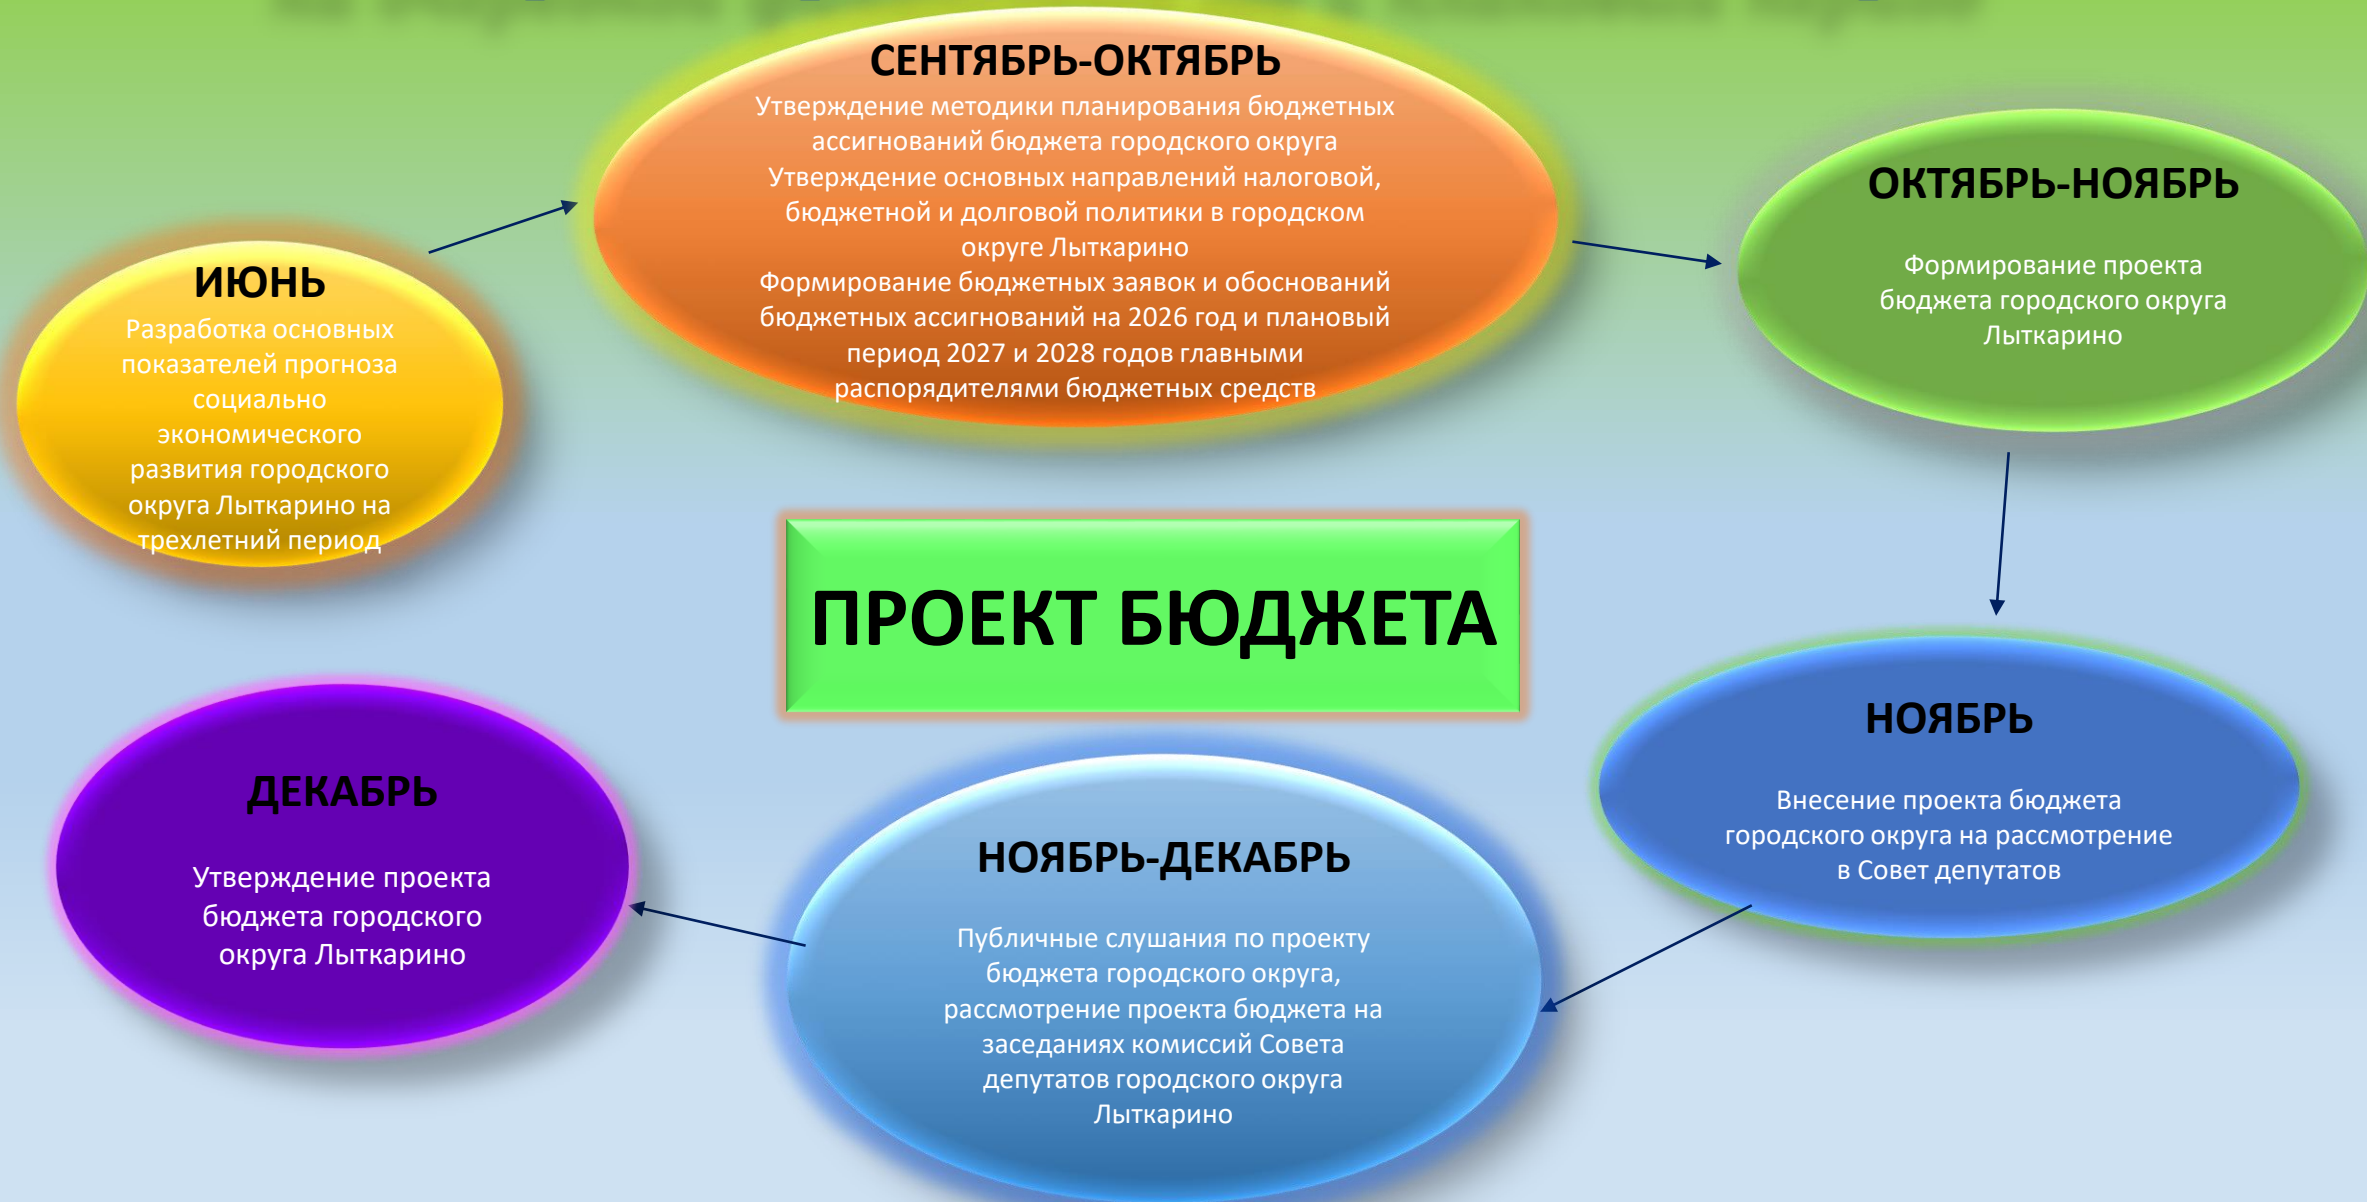 СЕНТЯБРЬ-ОКТЯБРЬ
Утверждение методики планирования бюджетных
ассигнований бюджета городского округа
Утверждение основных направлений налоговой,
бюджетной и долговой политики в городском
округе Лыткарино
Формирование бюджетных заявок и обоснований
бюджетных ассигнований на 2026 год и плановый
период 2027 и 2028 годов главными
распорядителями бюджетных средств
ОКТЯБРЬ-НОЯБРЬ
Формирование проекта
бюджета городского округа
Лыткарино
ИЮНЬ
Разработка основных
показателей прогноза
социально
экономического
развития городского
округа Лыткарино на
трехлетний период
ПРОЕКТ БЮДЖЕТА
НОЯБРЬ
Внесение проекта бюджета
городского округа на рассмотрение
в Совет депутатов
НОЯБРЬ-ДЕКАБРЬ
Публичные слушания по проекту
бюджета городского округа,
рассмотрение проекта бюджета на
заседаниях комиссий Совета
депутатов городского округа
Лыткарино
ДЕКАБРЬ
Утверждение проекта
бюджета городского
округа Лыткарино